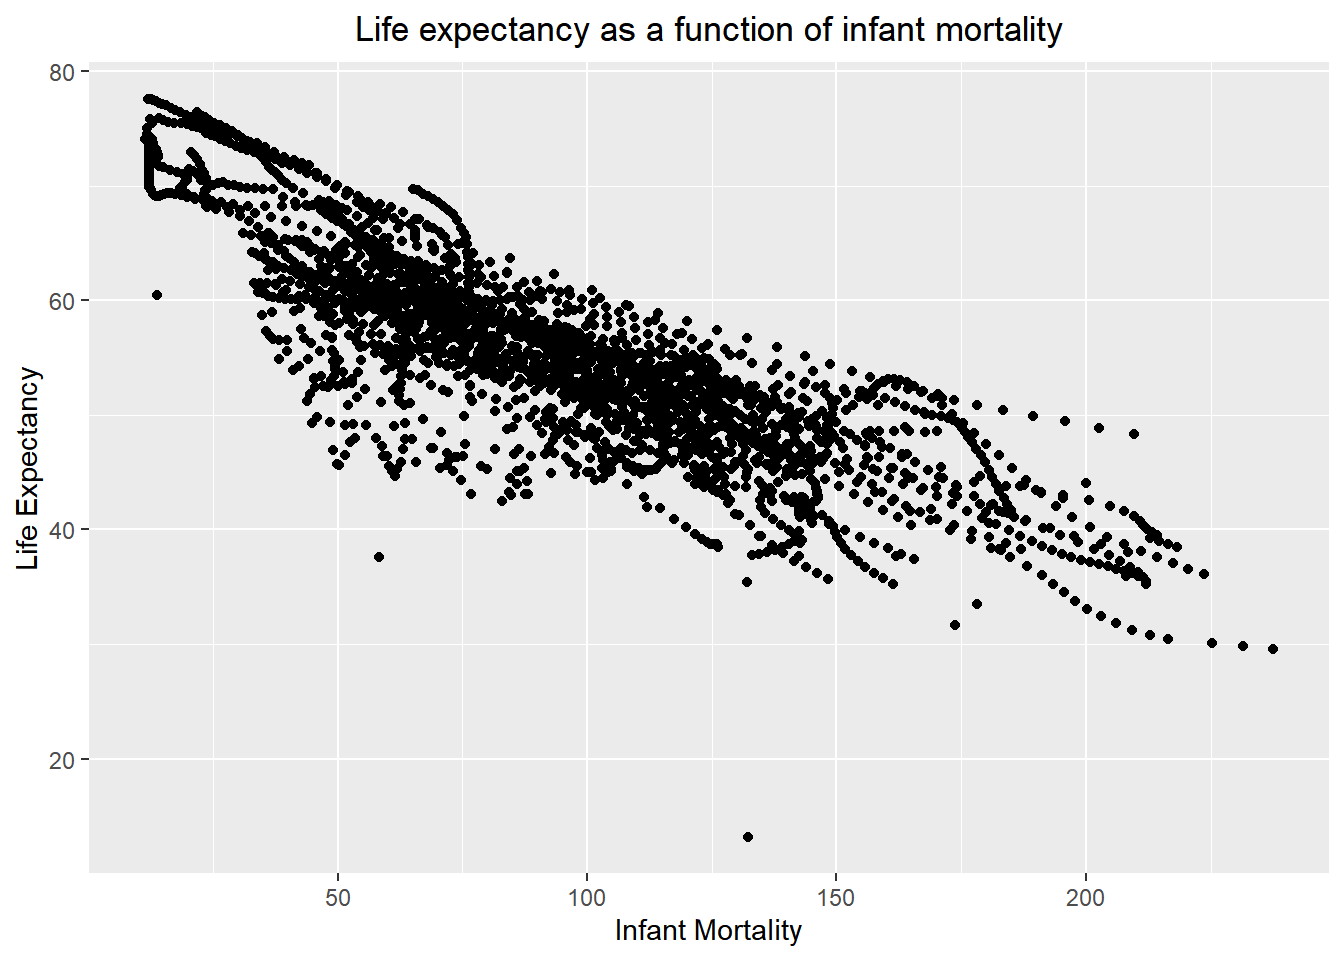 Life expectancy as a function of infant mortality
80
60
40
20
Life Expectancy
50 100 150 200
Infant Mortality